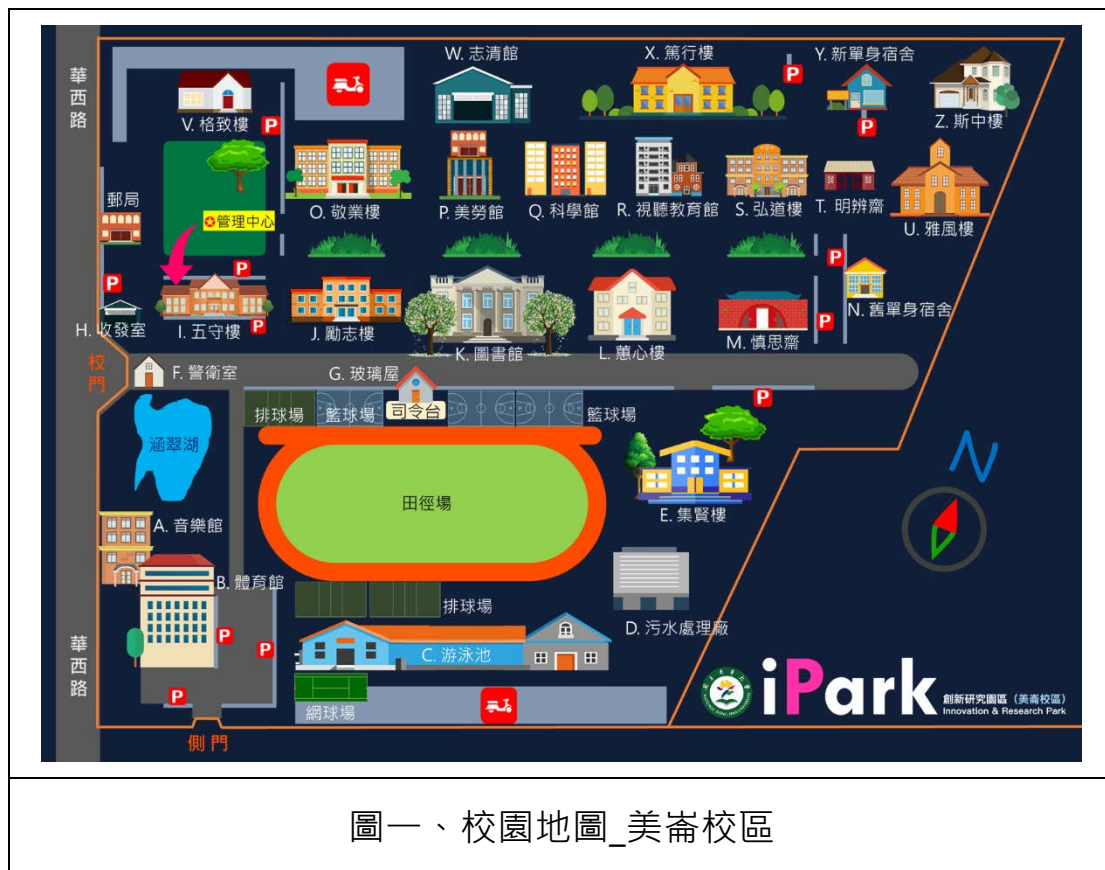 華西路
W. 志清館
X. 篤行樓
P
Y. 新單身宿舍
V. 格致樓
P
P
Z. 斯中樓
郵局
管理中心
O. 敬業樓
P. 美勞館
Q. 科學館
R. 視聽教育館
S. 弘道樓
T. 明辨齋
U. 雅風樓
P
P
P
H. 收發室
I. 五守樓
P
J. 勵志樓
K. 圖書館
L. 蕙心樓
M. 慎思齋
P
N. 舊單身宿舍
校門
F. 警衛室
G. 玻璃屋
排球場
籃球場
司令台
籃球場
P
涵翠湖
田徑場
E. 集賢樓
N
A. 音樂館
B. 體育館
排球場
D. 污水處理廠
P
P
C. 游泳池
華西路
P
網球場
側門
iPark
創新研究園區（美崙校區）
Innovation & Research Park
圖一、校園地圖_美崙校區